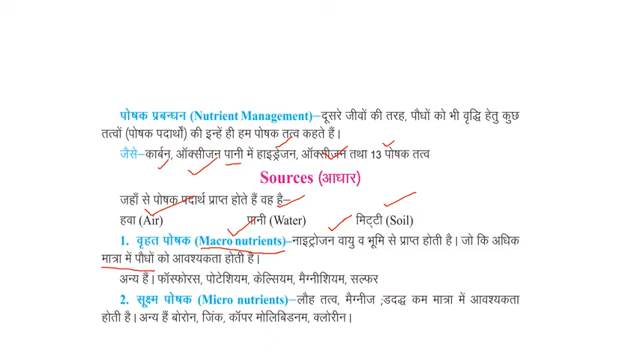 पोषक प्रबन्धन (Nutrient Management)–दूसरे जीवों की तरह, पौधों को भी वृद्धि हेतु कुछ
तत्वों (पोषक पदार्थो) की इन्हें ही हम पोषक तत्व कहते हैं।
जैसे– कार्बन, ऑक्सीजन पानी में हाइड्रेजन, ऑक्सीजन तथा 13 पोषक तत्व
Sources (आधार)
जहाँ से पोषक पदार्थ प्राप्त होते हैं वह है–
हवा (Air) पानी (Water) मिट्टी (Soil)
1. वृहत पोषक (Macro nutrients)–नाइट्रोजन वायु व भूमि से प्राप्त होती है। जो कि अधिक
मात्रा में पौधों को आवश्यकता होती हैं।
अन्य हैं। फॉस्फोरस, पोटेशियम, केल्सियम, मैग्नीशियम, सल्फर
2. सूक्ष्म पोषक (Micro nutrients)–लौह तत्व, मैग्नीज ;डदद्ध कम मात्रा में आवश्यकता
होती है। अन्य हैं बोरोन, जिंक, कॉपर मोलिबिडनम, क्लोरीन।